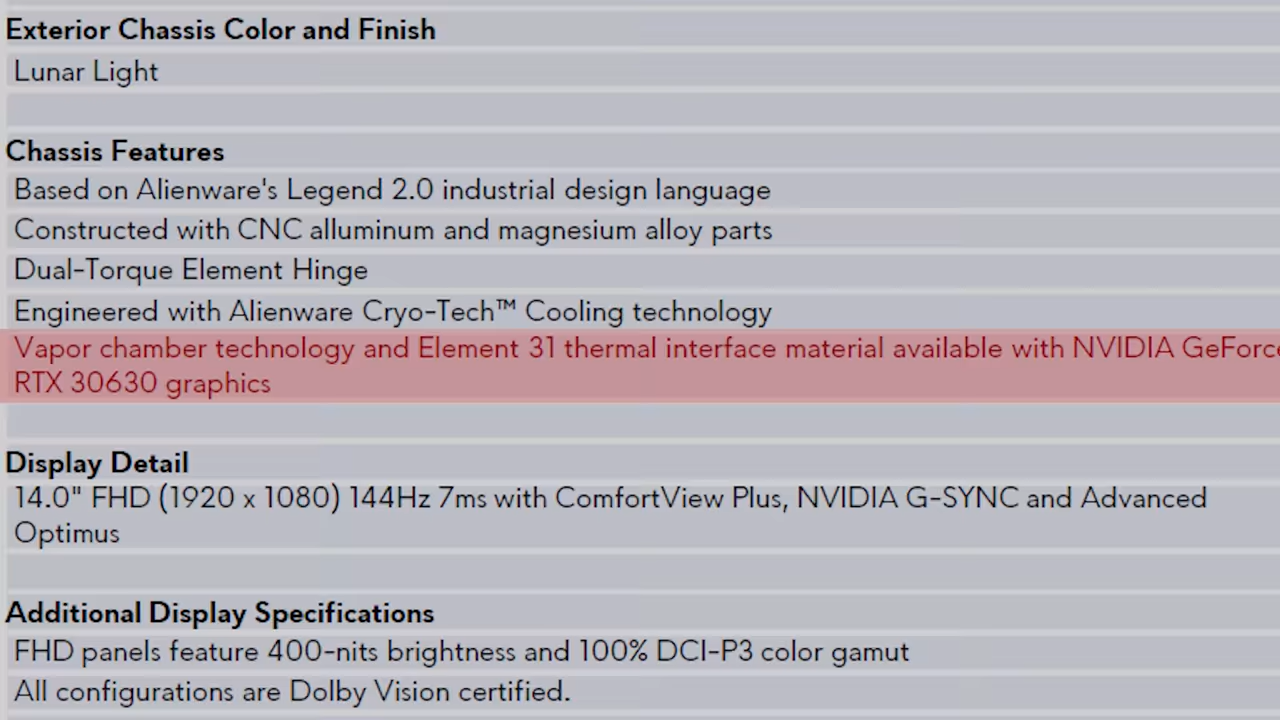 Exterior Chassis Color and Finish
Lunar Light
Chassis Features
Based on Alienware's Legend 2.0 industrial design language
Constructed with CNC alluminum and magnesium alloy parts
Dual-Torque Element Hinge
Engineered with Alienware Cryo-Tech™ Cooling technology
Vapor chamber technology and Element 31 thermal interface material available with NVIDIA GeForce
RTX 30630 graphics
Display Detail
14.0" FHD (1920 x 1080) 144Hz 7ms with ComfortView Plus, NVIDIA G-SYNC and Advanced
Optimus
Additional Display Specifications
FHD panels feature 400-nits brightness and 100% DCI-P3 color gamut
All configurations are Dolby Vision certified.